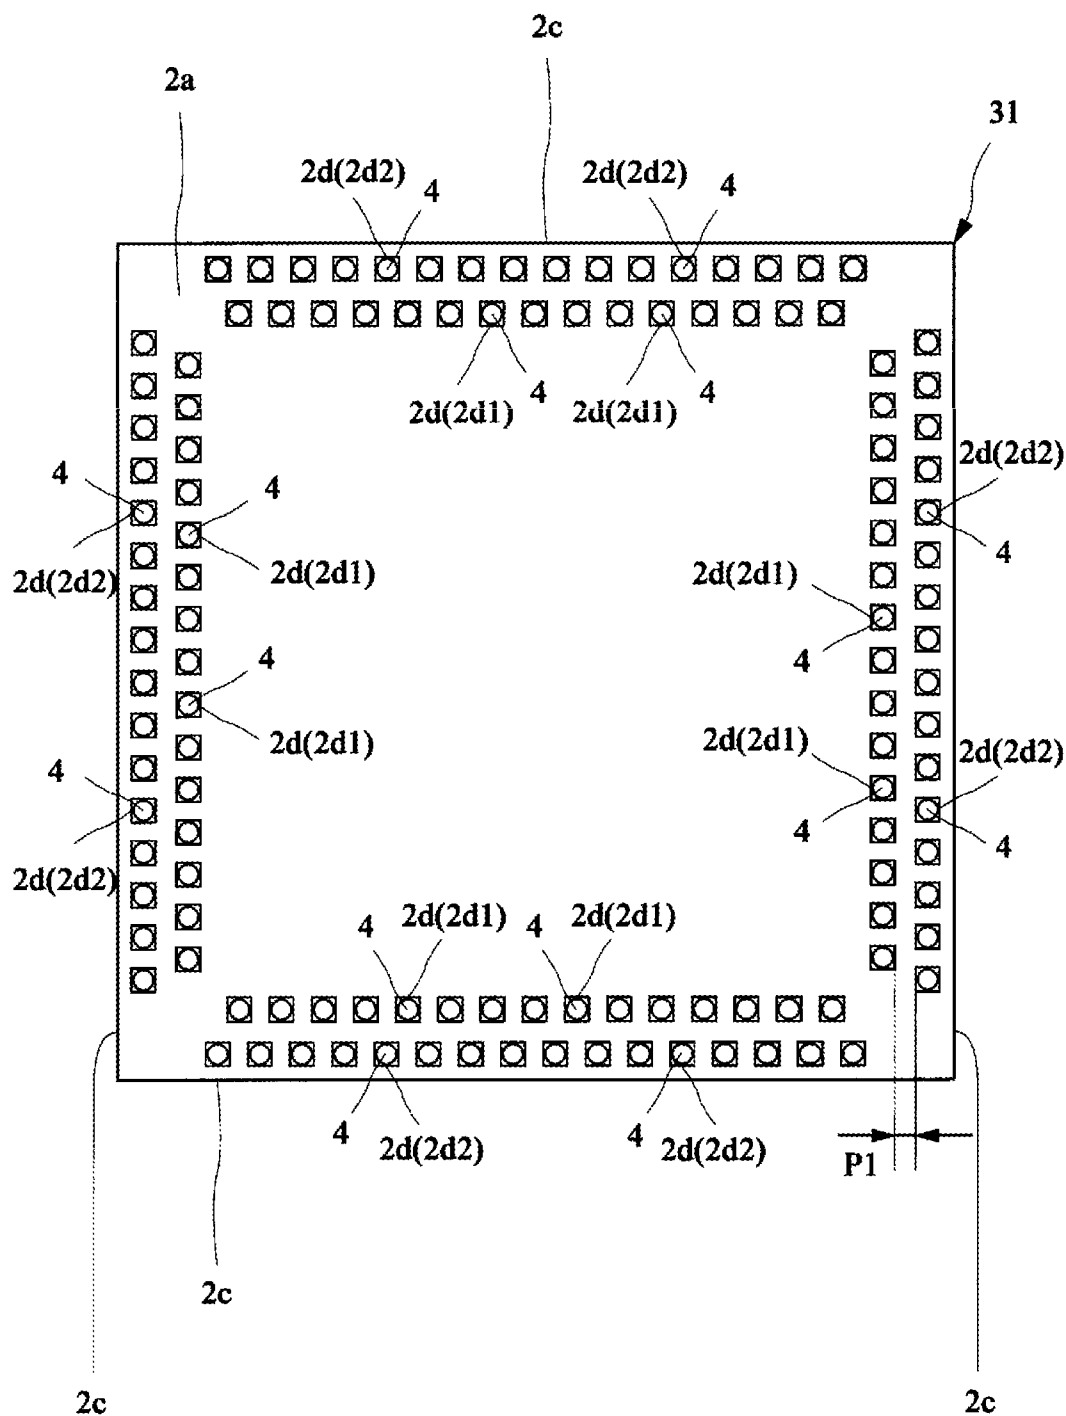 2c
2a
31
2d(2d2) 4 2d(2d2) 4
4 4
2d(2d1) 2d(2d1)
4 4 2d(2d2)
4
2d(2d2) 2d(2d1) 2d(2d1)
4 4
2d(2d1) 2d(2d1)
4 2d(2d2)
4 4
2d(2d2)
4 2d(2d1) 4 2d(2d1)
4 2d(2d2) 4 2d(2d2)
P1
2c
2c 2c